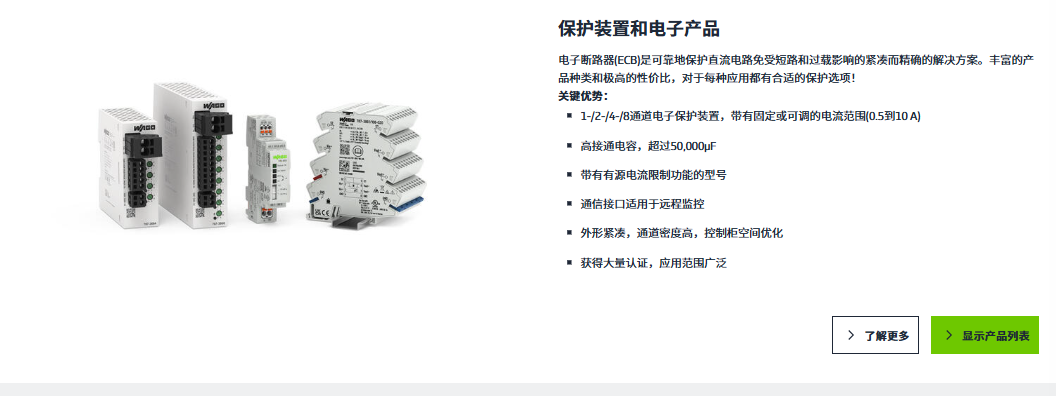 保护装置和电子产品
电子断路器(ECB)是可靠地保护直流电路免受短路和过载影响的紧凑而精确的解决方案。丰富的产
品种类和极高的性价比，对于每种应用都有合适的保护选项！
关键优势：
1-/2-/4-/8通道电子保护装置，带有固定或可调的电流范围(0.5到10 A)
高接通电容，超过50,000µF
带有有源电流限制功能的型号
通信接口适用于远程监控
外形紧凑，通道密度高，控制柜空间优化
获得大量认证，应用范围广泛
了解更多
显示产品列表
WAGO
WAGO